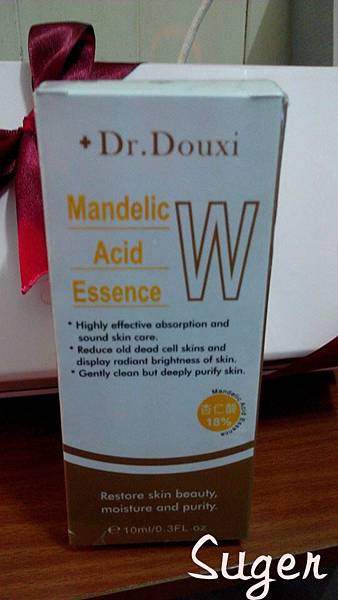 + Dr.Douxi
Mandelic
Acid
Essence
W
* Highly effective absorption and
sound skin care.
* Reduce old dead cell skins and
display radiant brightness of skin.
* Gently clean but deeply purify skin.
Mandelic Acid Essence
杏仁酸
18%
Restore skin beauty,
moisture and purity.
℮ 10ml/0.3FL.oz
Suger